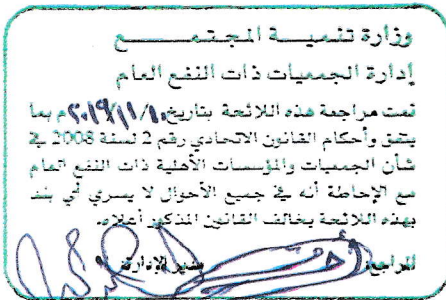 وزارة تنمية المجتمع
إدارة الجمعيات ذات النفع العام
تمت مراجعة هذه اللائحة بتاريخ ٢٠١٩/١١/١٠م بما
يتفق وأحكام القانون الاتحادي رقم 2 لسنة 2008 في
شأن الجمعيات والمؤسسات الأهلية ذات النفع العام
مع الإحاطة أنه في جميع الأحوال لا يسري أي بند
بهذه اللائحة يخالف القانون المذكور أعلاه.
المراجع مدير الإدارة